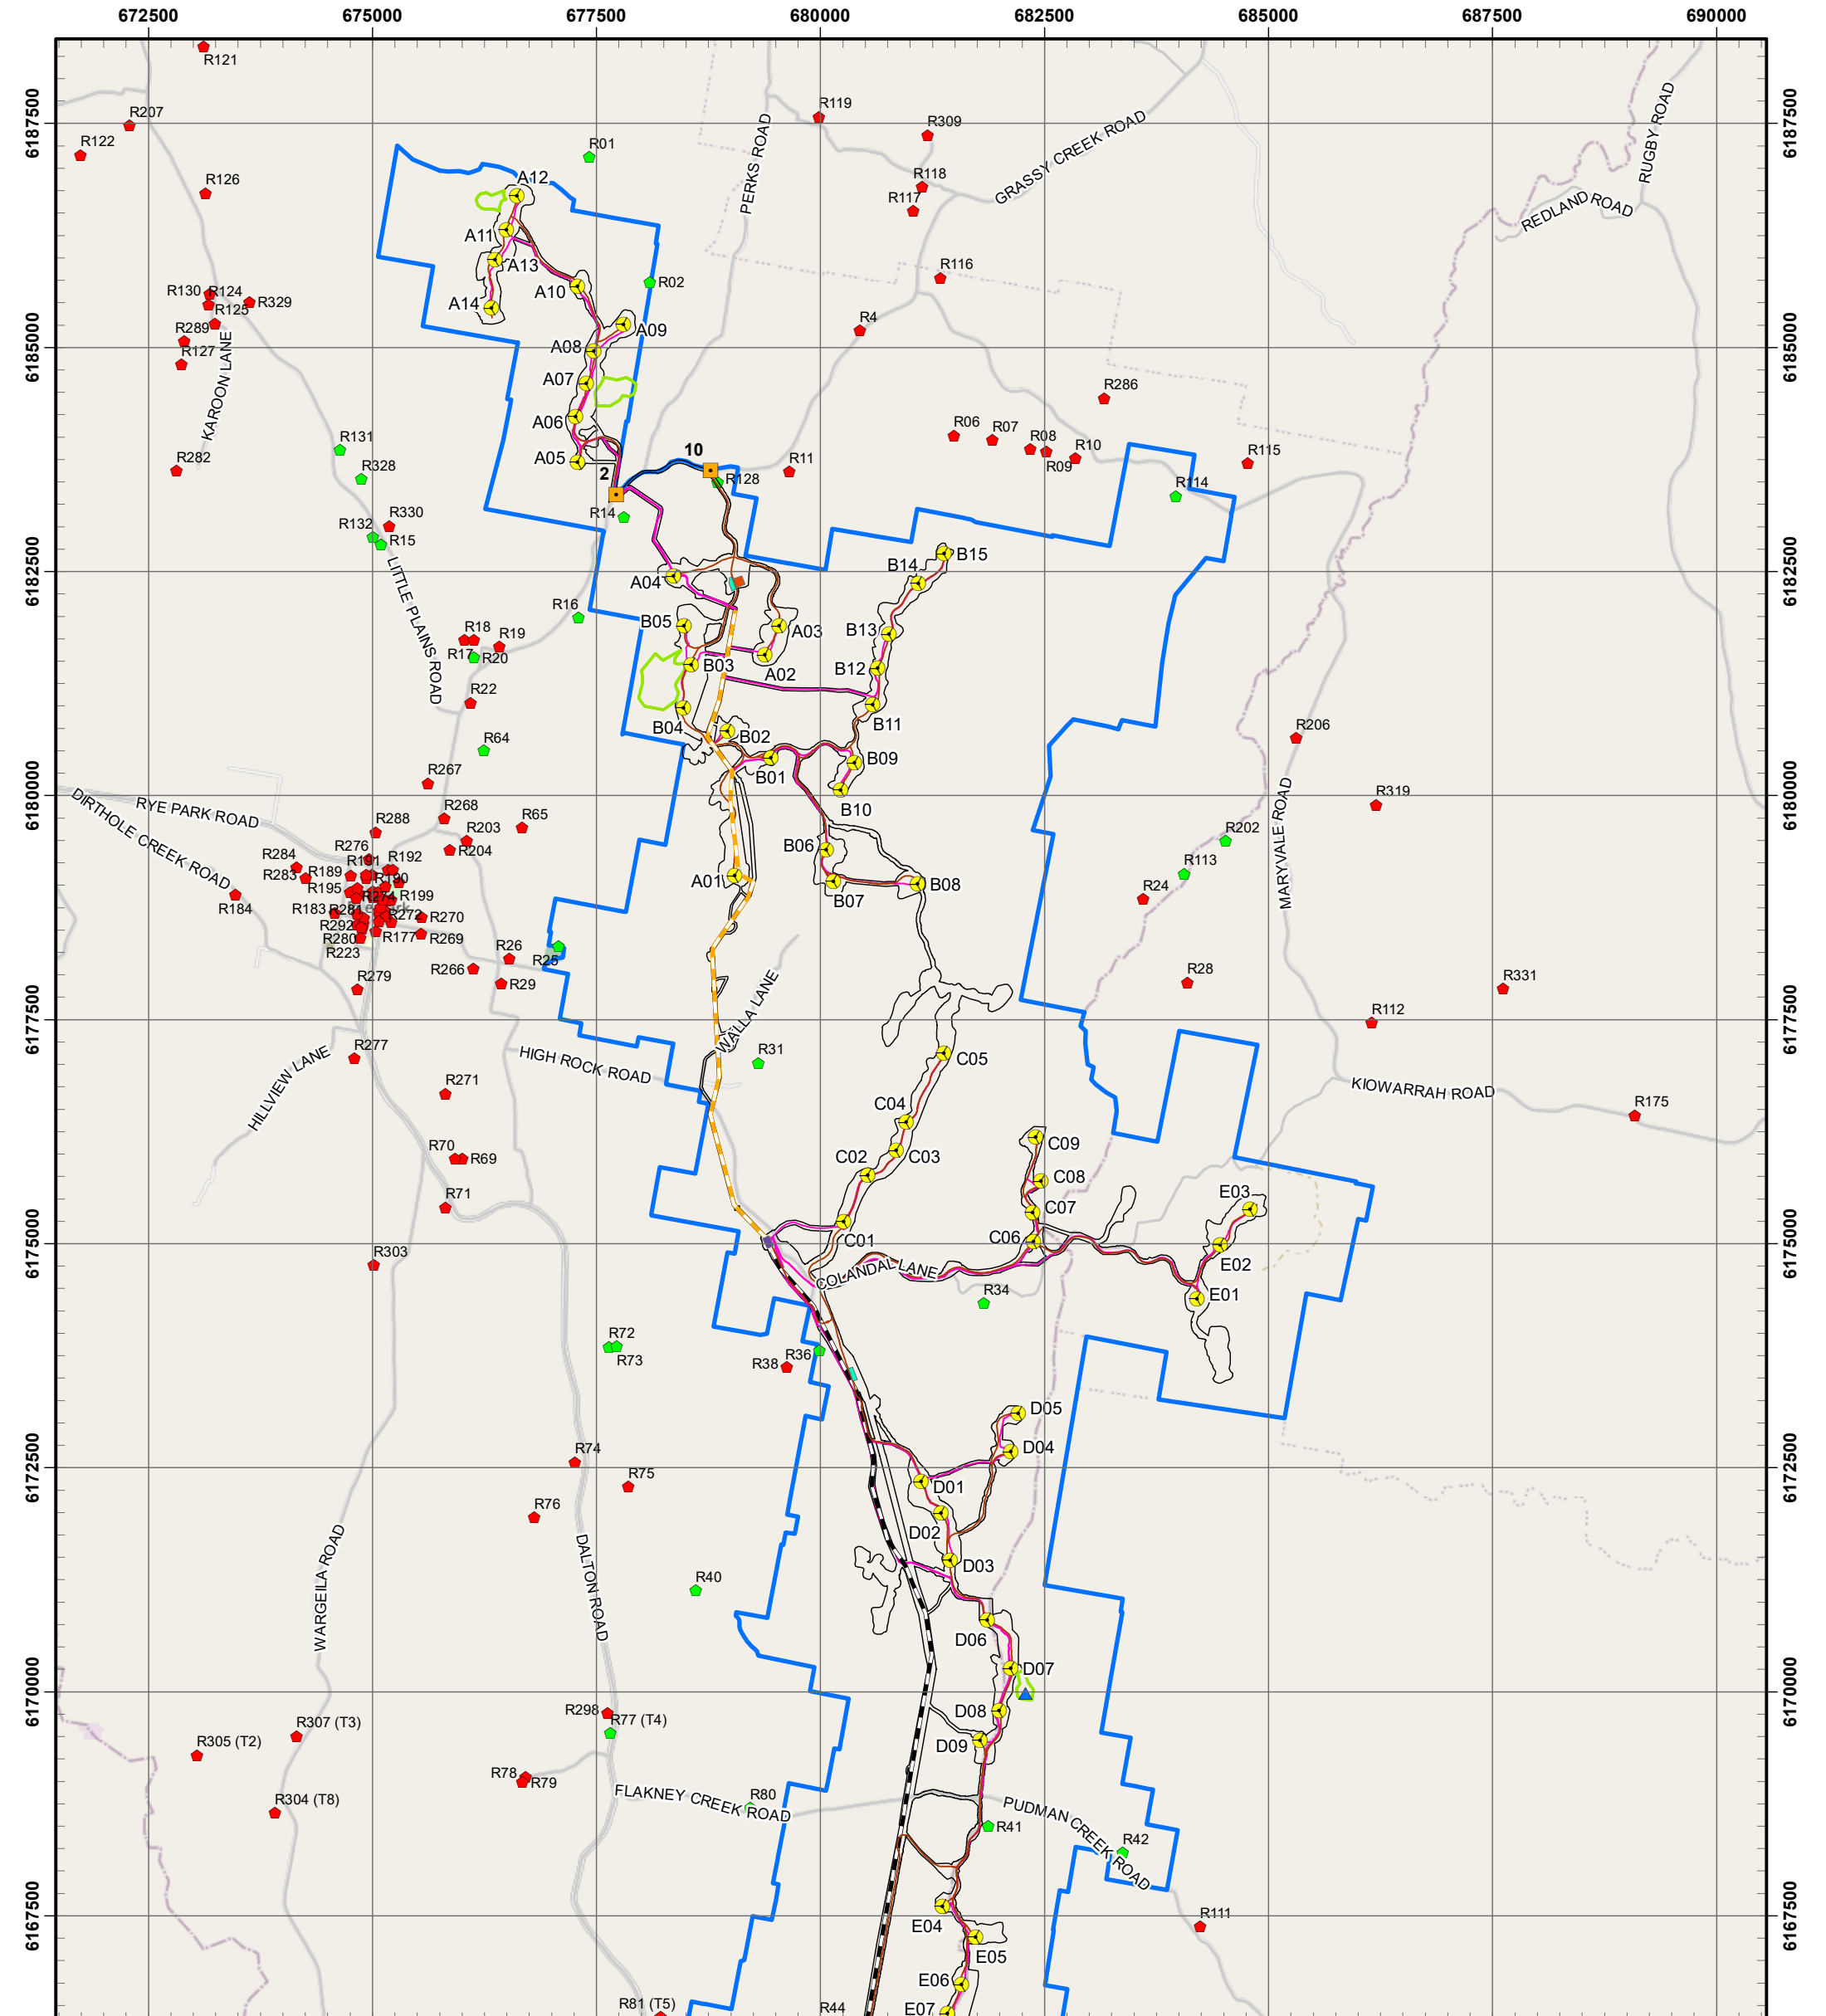 672500 675000 677500 680000 682500 685000 687500 690000
R121
R207
R119
R309
6187500
6187500
R122
R01
R126
R118
R117
GRASSY CREEK ROAD
PERKS ROAD
RUGBY ROAD
REDLAND ROAD
A12
A11
A13
R116
R02
R130
R124
R329
A10
A14
R125
R4
A09
R289
A08
6185000
6185000
R127
KAROON LANE
A07
R286
A06
R131
R06
R07
R08
R10
R09
R115
10
A05
R282
R328
2
R11
R128
R114
R14
R330
R132
R15
B15
B14
6182500
6182500
A04
LITTLE PLAINS ROAD
R16
B05
A03
B13
R18
R19
R17
R20
B03
A02
B12
R22
B11
B04
B02
R206
R64
B09
R267
B01
6180000
6180000
RYE PARK ROAD
DIRTHOLE CREEK ROAD
MARYVALE ROAD
R319
B10
R268
R65
R288
R203
R202
R276
B06
R204
R284
R191
R192
R113
R283
R189
R190
A01
B08
R195
R274
R199
R24
B07
R184
R183
R281
R272
R270
R292
R280
R177
R269
R223
R26
R25
R266
R279
R29
R28
R331
6177500
6177500
R112
WALLA LANE
R277
R31
C05
HIGH ROCK ROAD
HILLVIEW LANE
R271
KIOWARRAH ROAD
C04
R175
C09
R70
R69
C02
C03
C08
R71
E03
C07
6175000
6175000
C01
C06
R303
E02
COLANDAL LANE
R34
E01
R72
R36
R38
R73
D05
D04
R74
6172500
6172500
R75
D01
R76
D02
WARGEILA ROAD
DALTON ROAD
D03
R40
D06
D07
6170000
6170000
R298
R77 (T4)
D08
R307 (T3)
R305 (T2)
D09
R78
R79
FLAKNEY CREEK ROAD
R80
PUDMAN CREEK ROAD
R304 (T8)
R41
R42
6167500
6167500
E04
R111
E05
E06
R81 (T5)
R44
E07